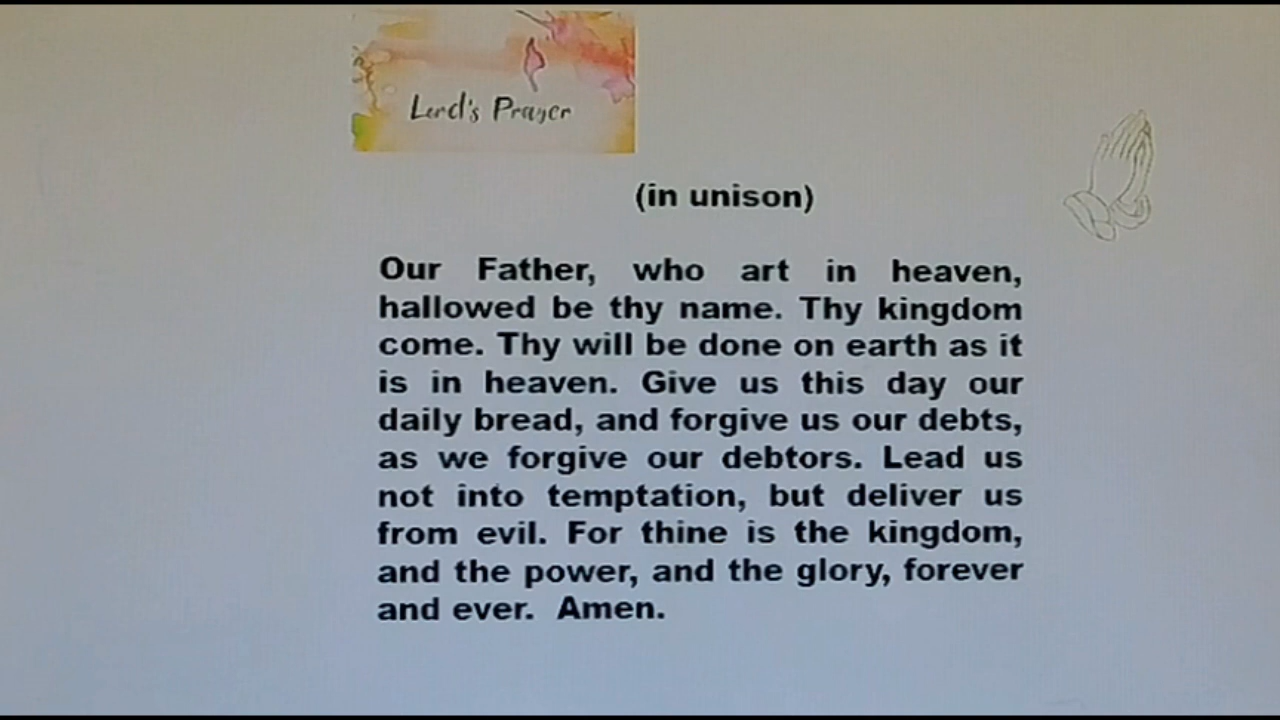 Lord's Prayer
(in unison)
Our Father, who art in heaven,
hallowed be thy name. Thy kingdom
come. Thy will be done on earth as it
is in heaven. Give us this day our
daily bread, and forgive us our debts,
as we forgive our debtors. Lead us
not into temptation, but deliver us
from evil. For thine is the kingdom,
and the power, and the glory, forever
and ever. Amen.